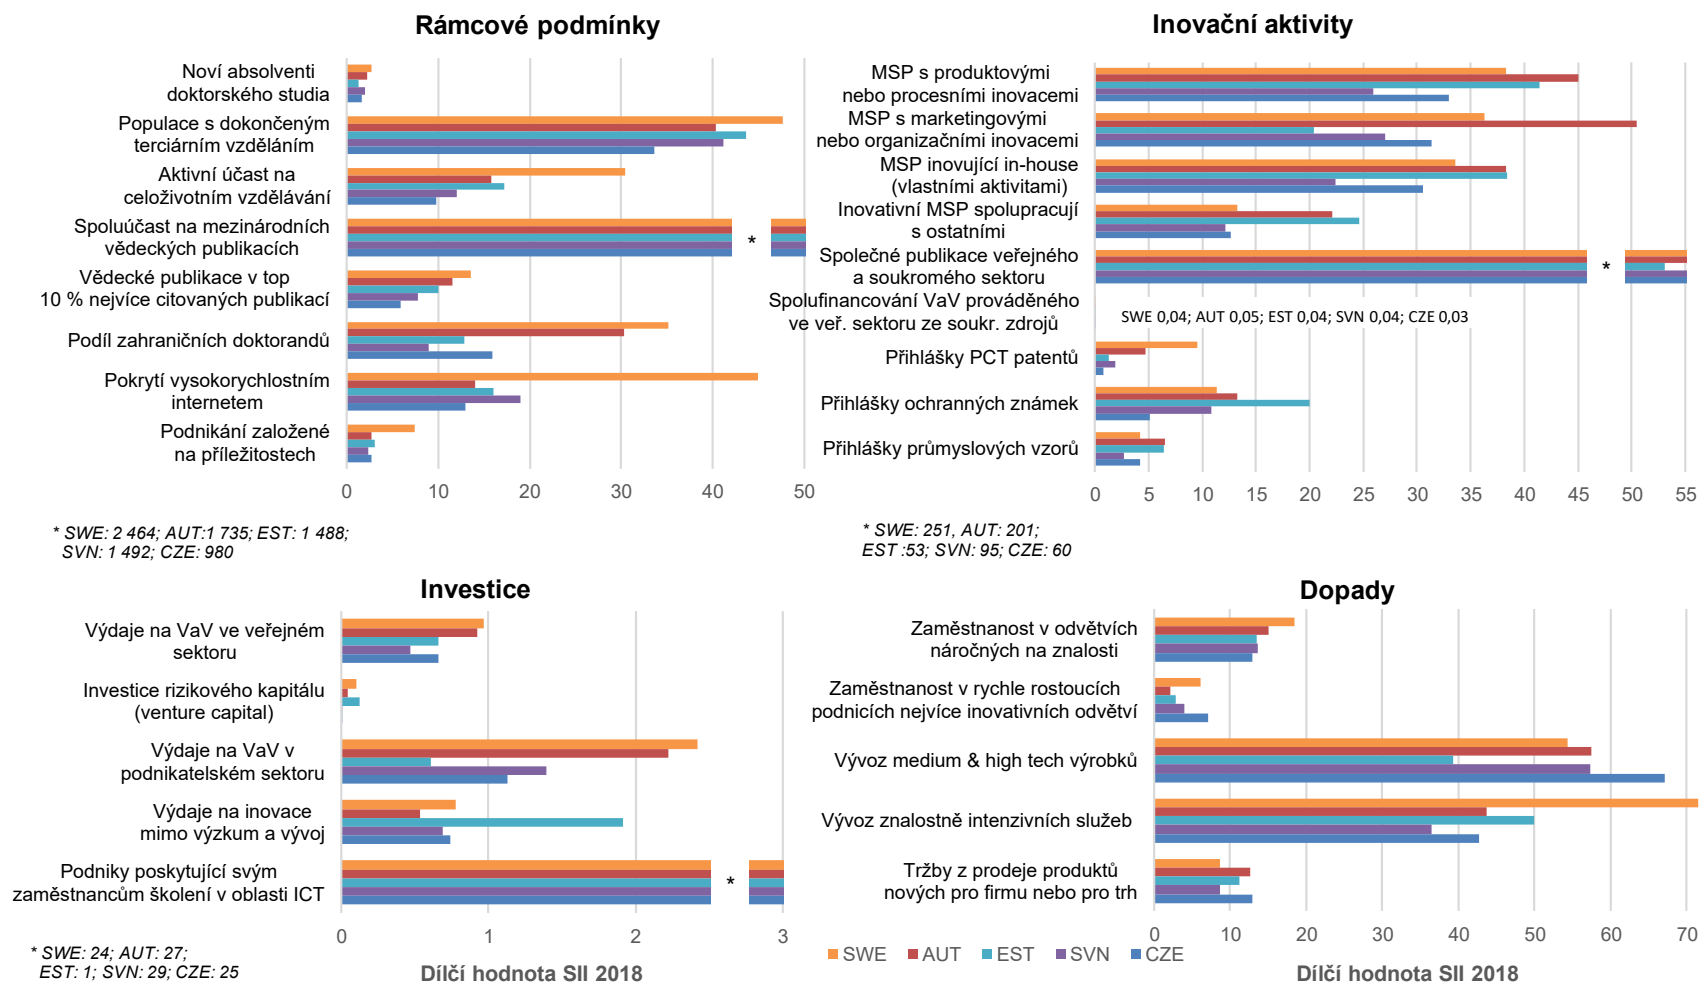 Rámcové podmínky
Noví absolventi
doktorského studia
Populace s dokončeným
terciárním vzděláním
Aktivní účast na
celoživotním vzdělávání
Spoluúčast na mezinárodních
vědeckých publikacích
*
Vědecké publikace v top
10 % nejvíce citovaných publikací
Podíl zahraničních doktorandů
Pokrytí vysokorychlostním
internetem
Podnikání založené
na příležitostech
0 10 20 30 40 50
* SWE: 2 464; AUT:1 735; EST: 1 488;
SVN: 1 492; CZE: 980
Inovační aktivity
MSP s produktovými
nebo procesními inovacemi
MSP s marketingovými
nebo organizačními inovacemi
MSP inovující in-house
(vlastními aktivitami)
Inovativní MSP spolupracují
s ostatními
Společné publikace veřejného
a soukromého sektoru
*
Spolufinancování VaV prováděného
ve veř. sektoru ze soukr. zdrojů
SWE 0,04; AUT 0,05; EST 0,04; SVN 0,04; CZE 0,03
Přihlášky PCT patentů
Přihlášky ochranných známek
Přihlášky průmyslových vzorů
0 5 10 15 20 25 30 35 40 45 50 55
* SWE: 251, AUT: 201;
EST :53; SVN: 95; CZE: 60
Investice
Výdaje na VaV ve veřejném
sektoru
Investice rizikového kapitálu
(venture capital)
Výdaje na VaV v
podnikatelském sektoru
Výdaje na inovace
mimo výzkum a vývoj
Podniky poskytující svým
zaměstnancům školení v oblasti ICT
*
0 1 2 3
* SWE: 24; AUT: 27;
EST: 1; SVN: 29; CZE: 25
Dílčí hodnota SII 2018
Dopady
Zaměstnanost v odvětvích
náročných na znalosti
Zaměstnanost v rychle rostoucích
podnicích nejvíce inovativních odvětví
Vývoz medium & high tech výrobků
Vývoz znalostně intenzivních služeb
Tržby z prodeje produktů
nových pro firmu nebo pro trh
0 10 20 30 40 50 60 70
SWE AUT EST SVN CZE
Dílčí hodnota SII 2018